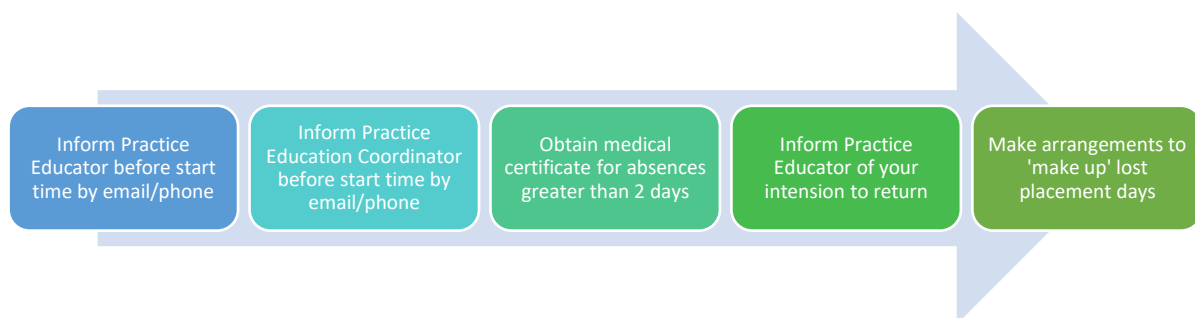 Inform Practice
Educator before start
time by email/phone
Inform Practice
Education Coordinator
before start time by
email/phone
Obtain medical
certificate for absences
greater than 2 days
Inform Practice
Educator of your
intension to return
Make arrangements to
'make up' lost
placement days